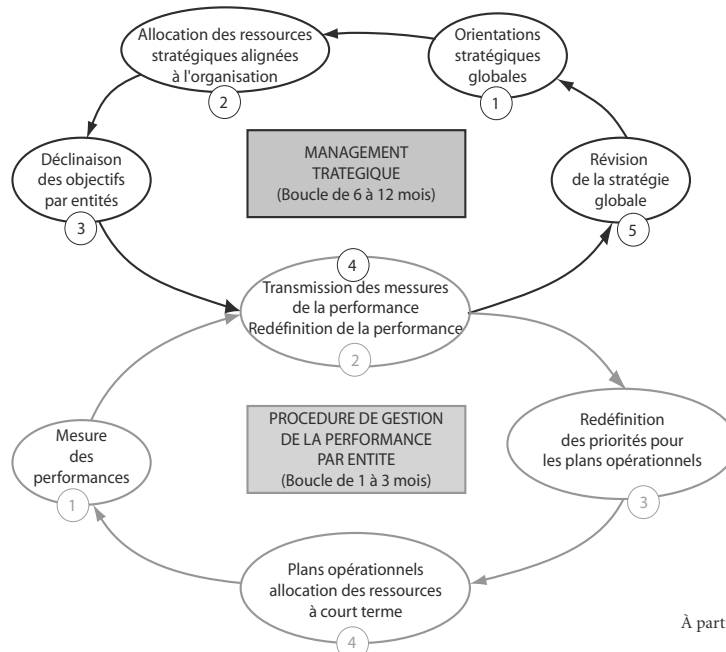 Allocation des ressources
stratégiques alignées
à l'organisation
2
Orientations
stratégiques
globales
1
Déclinaison
des objectifs
par entités
3
MANAGEMENT
TRATEGIQUE
(Boucle de 6 à 12 mois)
Révision
de la stratégie
globale
5
4
Transmission des messures
de la performance
Redéfinition de la performance
2
Mesure
des
performances
1
PROCEDURE DE GESTION
DE LA PERFORMANCE
PAR ENTITE
(Boucle de 1 à 3 mois)
Redéfinition
des priorités pour
les plans opérationnels
3
Plans opérationnels
allocation des ressources
à court terme
4
À part